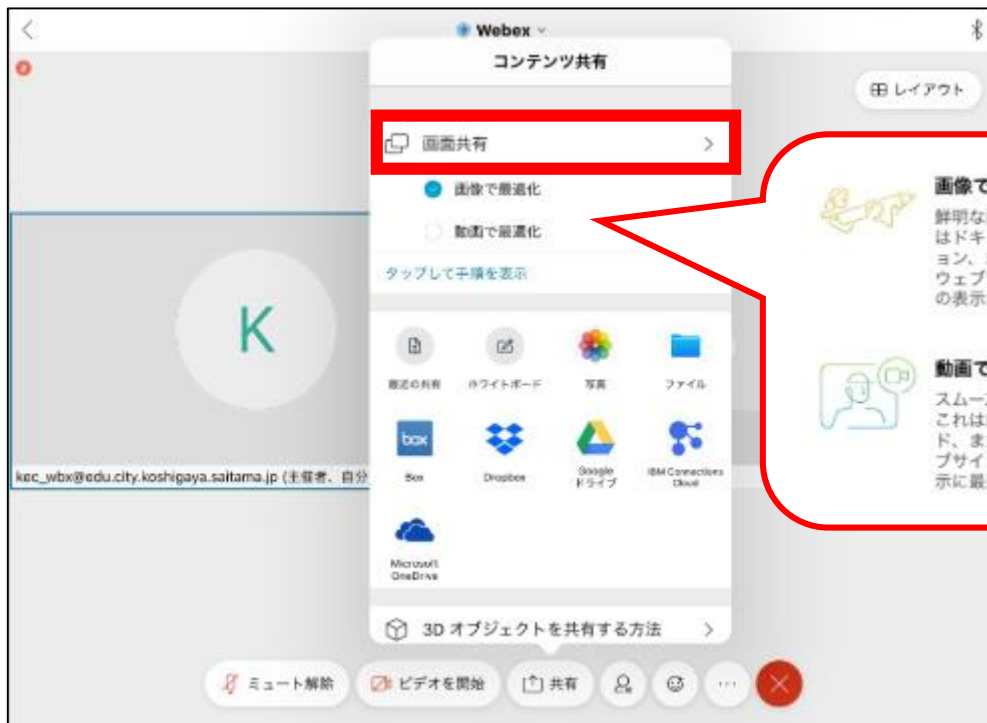 Webex
コンテンツ共有
レイアウト
画面共有
画像で最適化
動画で最適化
タップして手順を表示
最近の共有
ホワイトボード
写真
ファイル
box
Box
Dropbox
Google
ドライブ
IBM Connections
Cloud
Microsoft
OneDrive
3D オブジェクトを共有する方法
K
kec_wbx@edu.city.koshigaya.saitama.jp (主催者、自分
画像で
鮮明な
はドキ
ョン、
ウェブ
の表示
動画で
スムー
これは
ド、ま
ブサイ
示に最
ミュート解除
ビデオを開始
共有